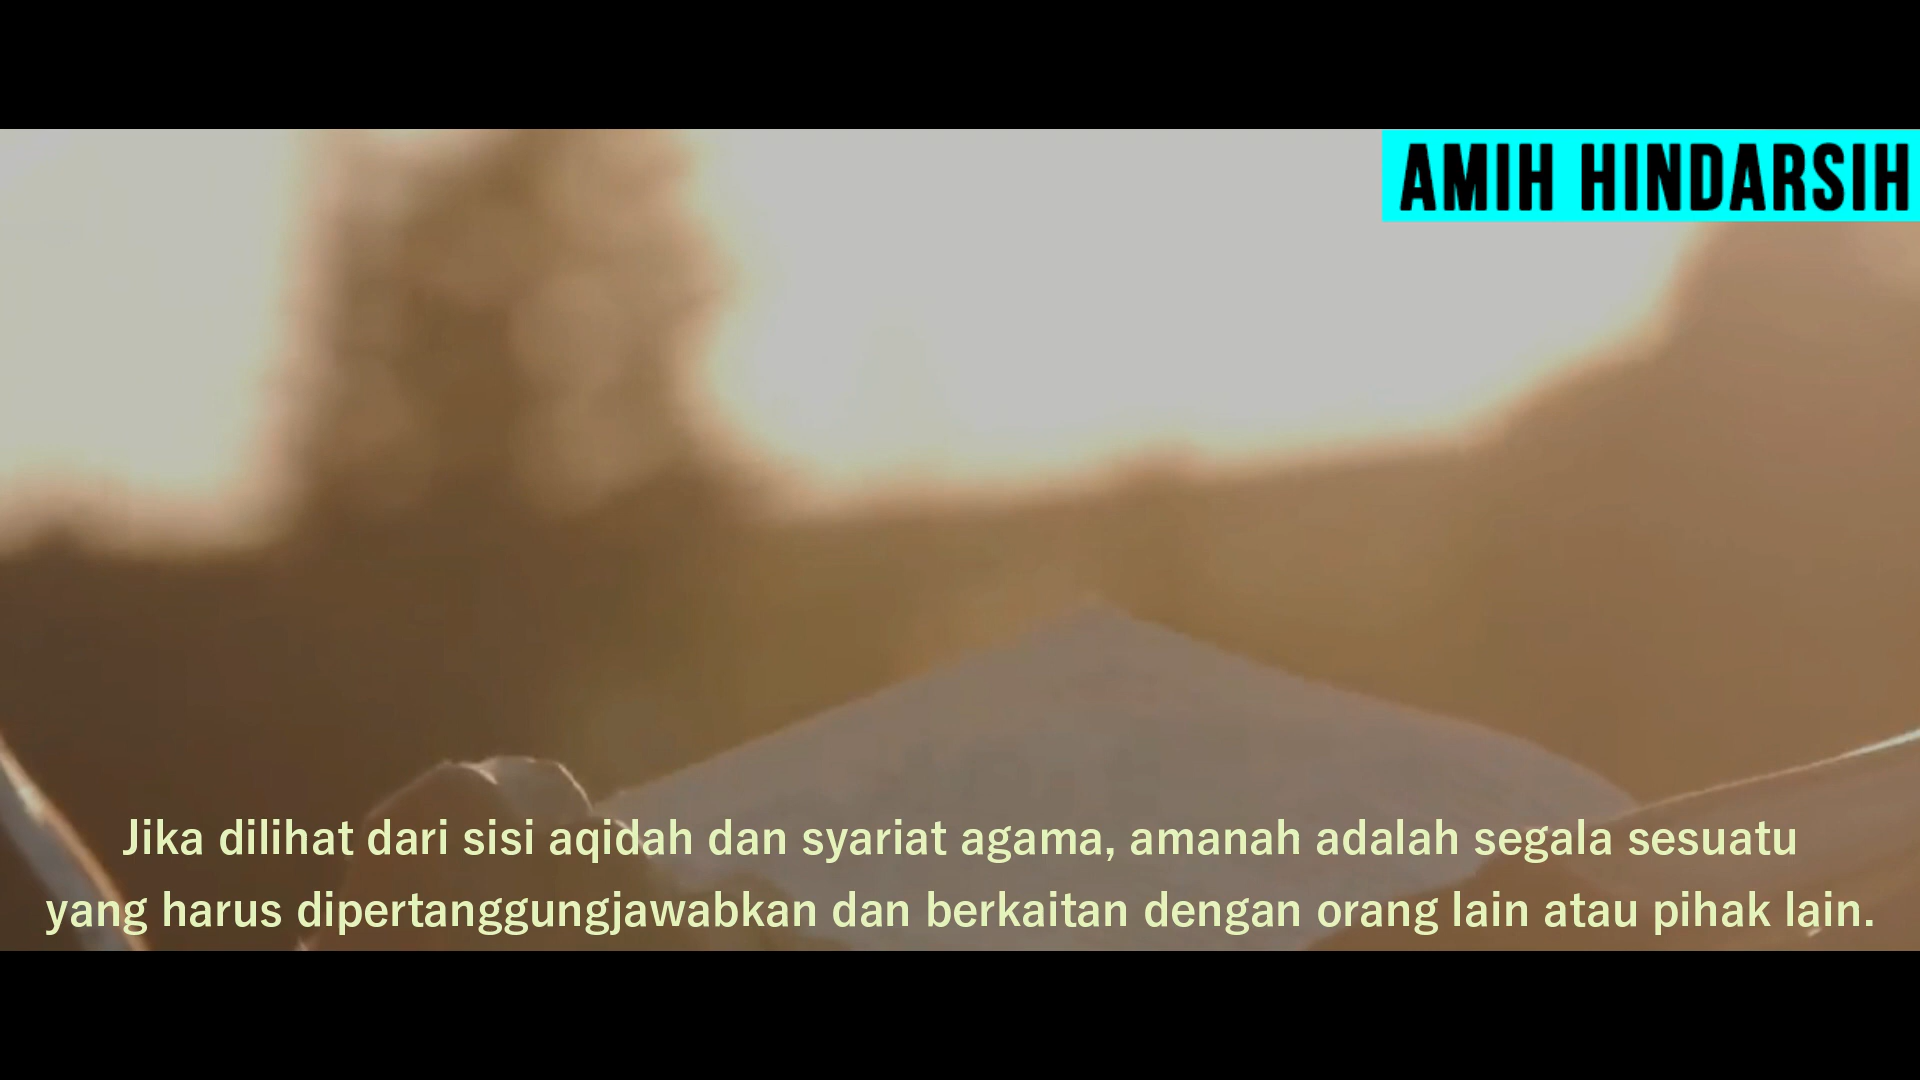 AMIH HINDARSIH
Jika dilihat dari sisi aqidah dan syariat agama, amanah adalah segala sesuatu
yang harus dipertanggungjawabkan dan berkaitan dengan orang lain atau pihak lain.